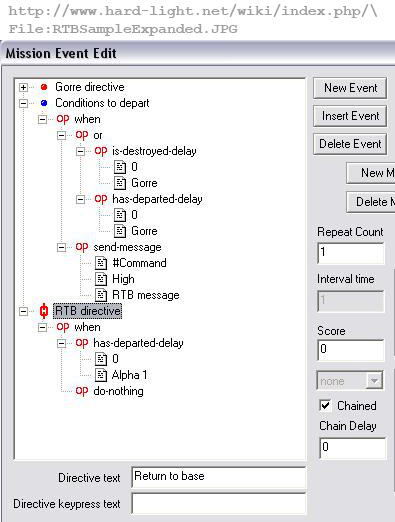 http://www.hard-light.net/wiki/index.php/\
File:RTBSampleExpanded.JPG
Mission Event Edit
Gorre directive
Conditions to depart
OP when
OP or
OP is-destroyed-delay
0
Gorre
OP has-departed-delay
0
Gorre
OP send-message
#Command
High
RTB message
RTB directive
OP when
OP has-departed-delay
0
Alpha 1
OP do-nothing
New Event
Insert Event
Delete Event
New M
Delete M
Repeat Count
1
Interval time
1
Score
0
none
Chained
Chain Delay
0
Directive text
Return to base
Directive keypress text